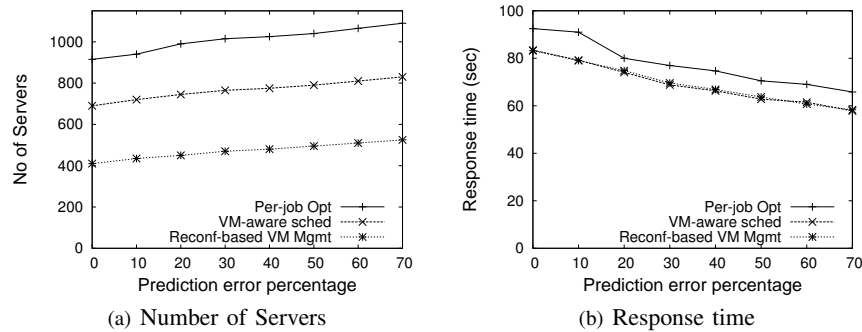 No of Servers
1000
800
600
400
200
0
Per-job Opt
VM-aware sched
Reconf-based VM Mgmt
0 10 20 30 40 50 60 70
Prediction error percentage
(a) Number of Servers
Response time (sec)
100
80
60
40
20
0
Per-job Opt
VM-aware sched
Reconf-based VM Mgmt
0 10 20 30 40 50 60 70
Prediction error percentage
(b) Response time